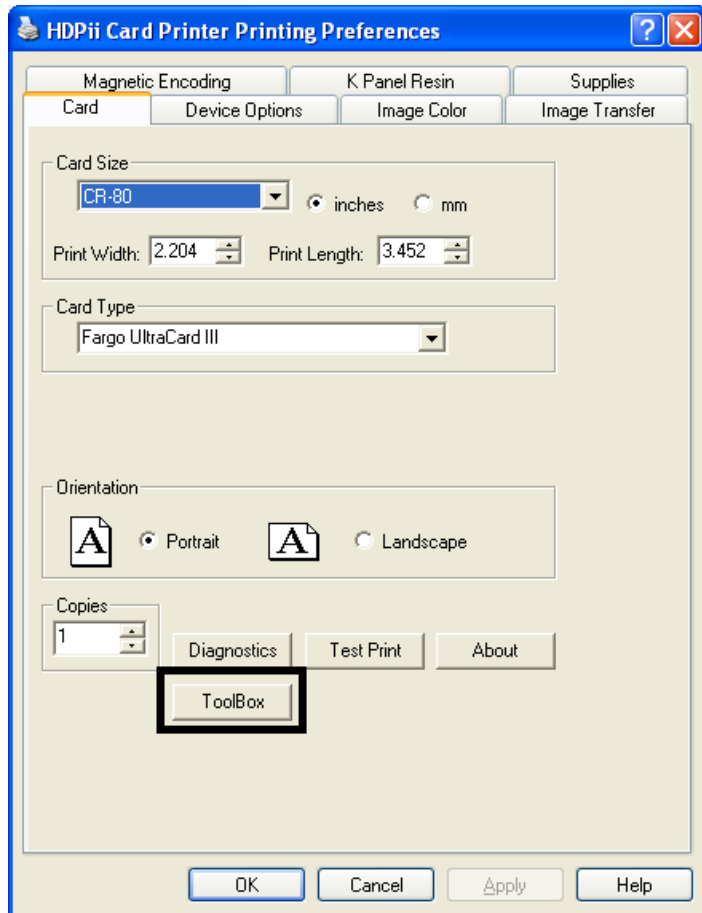 HDPii Card Printer Printing Preferences
Magnetic Encoding K Panel Resin Supplies
Card Device Options Image Color Image Transfer
Card Size
CR-80 inches mm
Print Width: 2.204 Print Length: 3.452
Card Type
Fargo UltraCard III
Orientation
A Portrait A Landscape
Copies
1
Diagnostics Test Print About
ToolBox
OK Cancel Apply Help